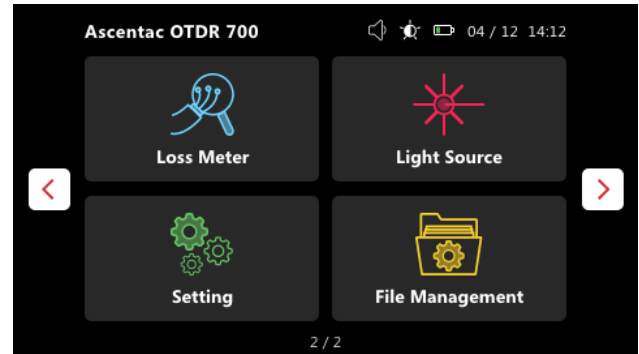 Ascentac OTDR 700 04 / 12 14:12
Loss Meter Light Source
Setting File Management
2 / 2